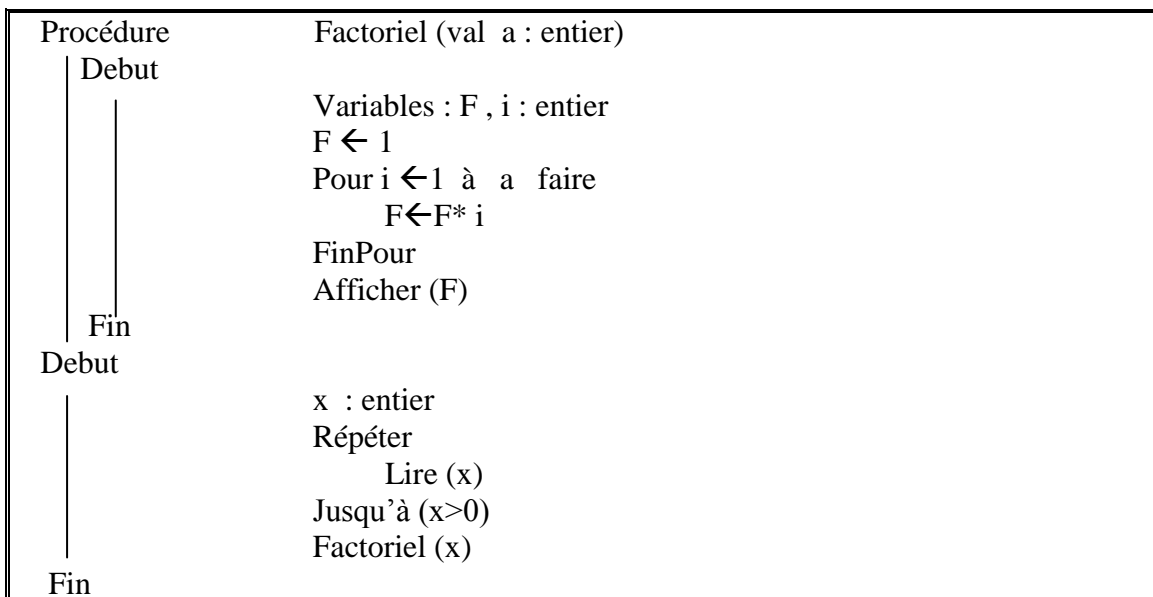 Procédure Factoriel (val a : entier)
Debut
Variables : F , i : entier
F ← 1
Pour i ←1 à a faire
F←F* i
FinPour
Afficher (F)
Fin
Debut
x : entier
Répéter
Lire (x)
Jusqu’à (x>0)
Factoriel (x)
Fin